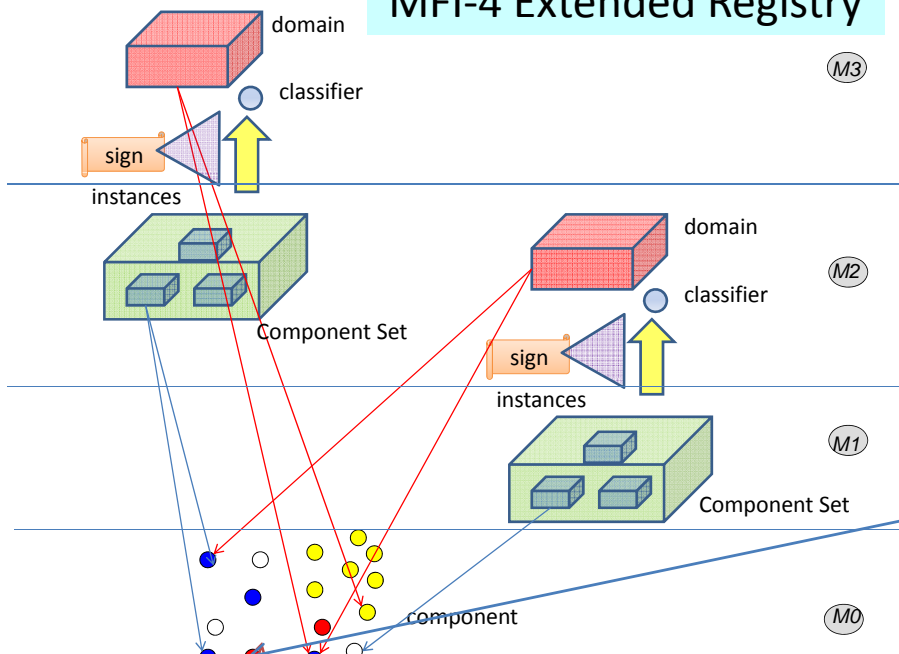 MFI-4 Extended Registry
domain
M3
classifier
sign
instances
domain
M2
classifier
Component Set
sign
instances
M1
Component Set
component
M0